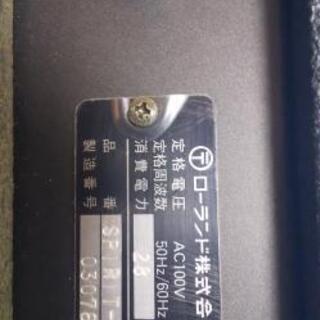 〒 ローランド株式会
定格電圧 AC100V
定格周波数 50Hz/60Hz
消費電力 28
品番 SPIRIT-
製造番号 03078